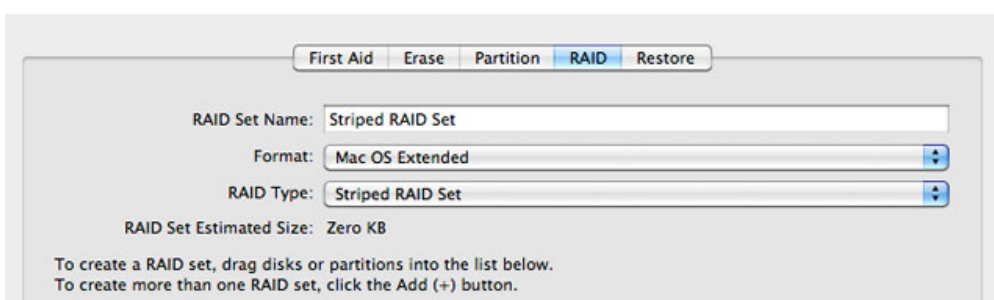 First Aid Erase Partition RAID Restore
RAID Set Name: Striped RAID Set
Format: Mac OS Extended
RAID Type: Striped RAID Set
RAID Set Estimated Size: Zero KB
To create a RAID set, drag disks or partitions into the list below.
To create more than one RAID set, click the Add (+) button.